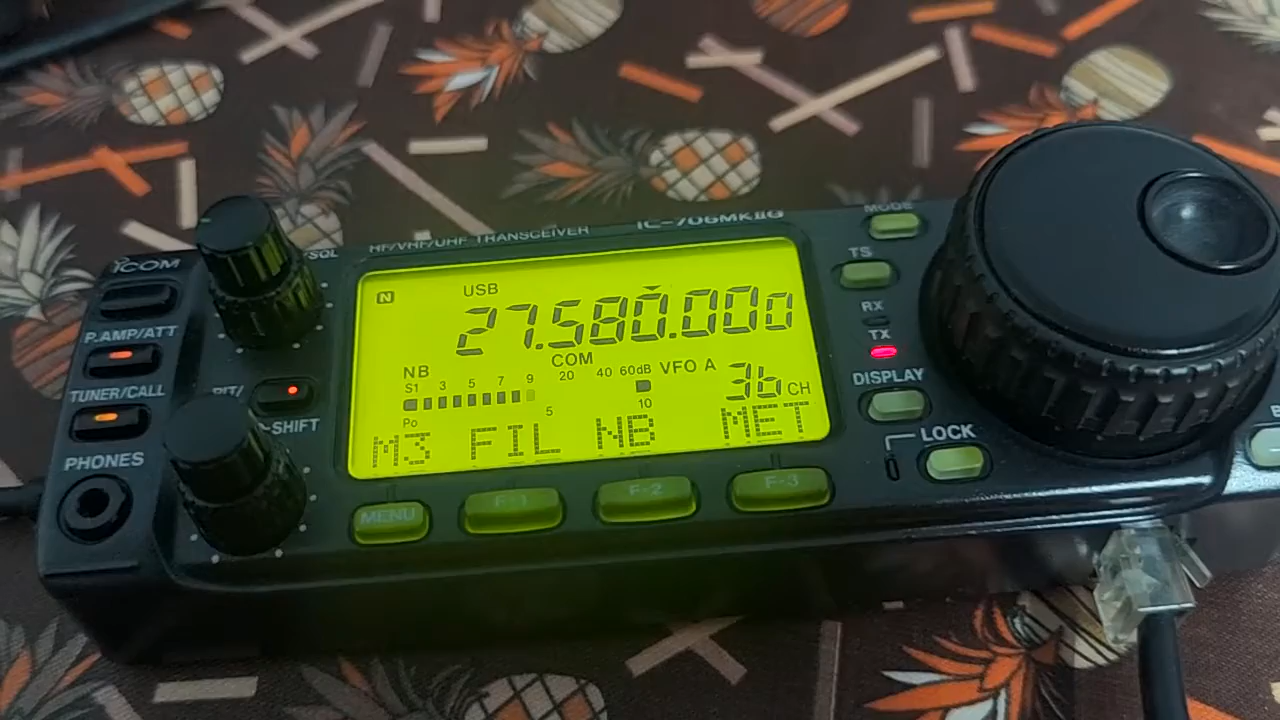 ICOM
HF/VHF/UHF TRANSCEIVER
IC-706MKIIG
SQL
P.AMP/ATT
TUNER/CALL
RIT/
SHIFT
PHONES
N
USB
27.580.000
NB
COM
VFO A
36 CH
S1 3 5 7 9 20 40 60dB
Po 5 10
M3 FIL NB MET
MENU F-1 F-2 F-3
MODE
TS
RX
TX
DISPLAY
LOCK